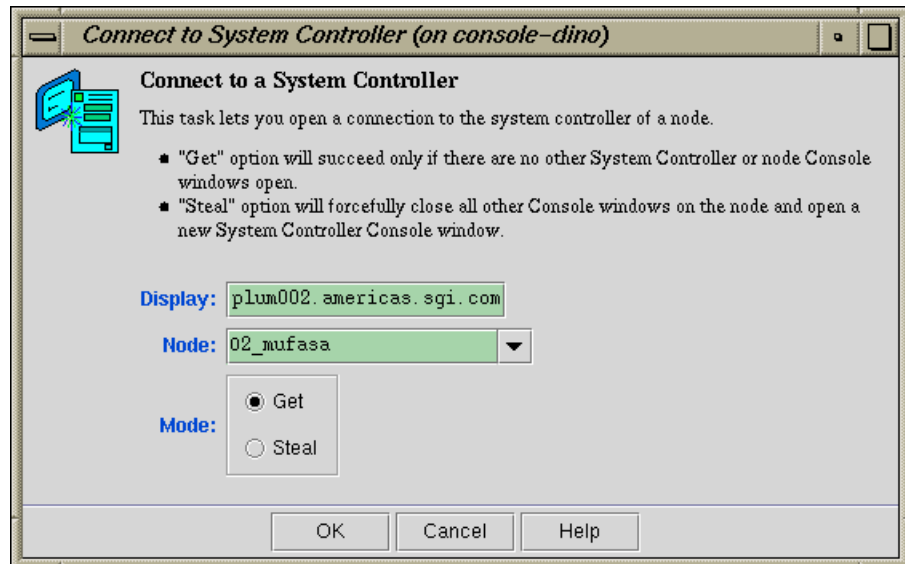 Connect to System Controller (on console-dino)
Connect to a System Controller
This task lets you open a connection to the system controller of a node.
"Get" option will succeed only if there are no other System Controller or node Console
windows open.
"Steal" option will forcefully close all other Console windows on the node and open a
new System Controller Console window.
Display: plum002.americas.sgi.com
Node: 02_mufasa
Mode:
Get
Steal
OK Cancel Help